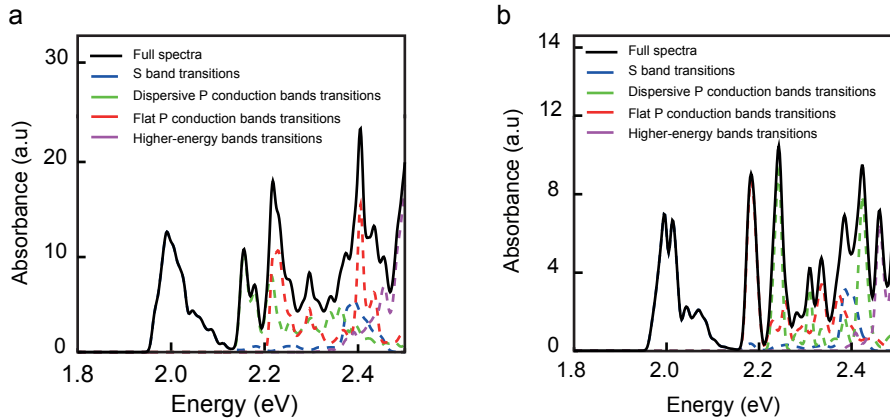 a
30
20
10
0
Absorbance (a.u)
Full spectra
S band transitions
Dispersive P conduction bands transitions
Flat P conduction bands transitions
Higher-energy bands transitions
1.8 2.0 2.2 2.4
Energy (eV)
b
14
12
8
4
0
Absorbance (a.u)
Full spectra
S band transitions
Dispersive P conduction bands transitions
Flat P conduction bands transitions
Higher-energy bands transitions
1.8 2.0 2.2 2.4
Energy (eV)